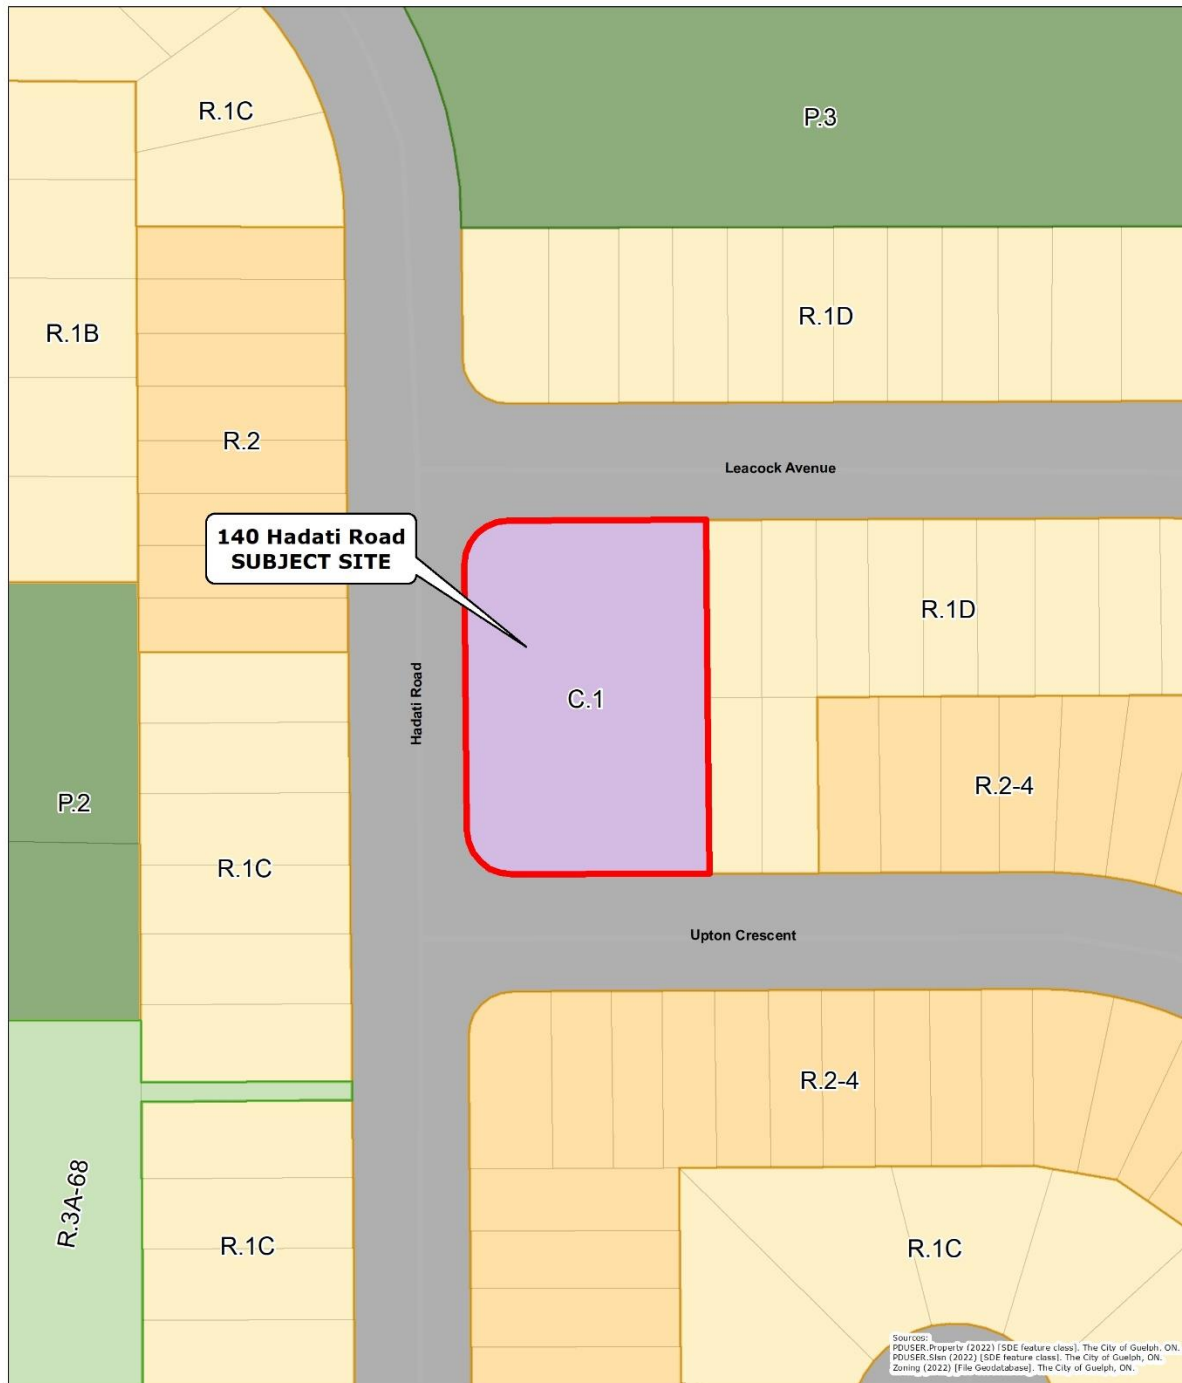 R.1C
P.3
R.1D
R.1B
R.2
Leacock Avenue
140 Hadati Road
SUBJECT SITE
R.1D
Hadati Road
C.1
R.2-4
P.2
R.1C
Upton Crescent
R.2-4
R.3A-68
R.1C
R.1C
Sources:
PDUSER.Property (2022) [SDE feature class]. The City of Guelph, ON.
PDUSER.Slsn (2022) [SDE feature class]. The City of Guelph, ON.
Zoning (2022) [File Geodatabase]. The City of Guelph, ON.